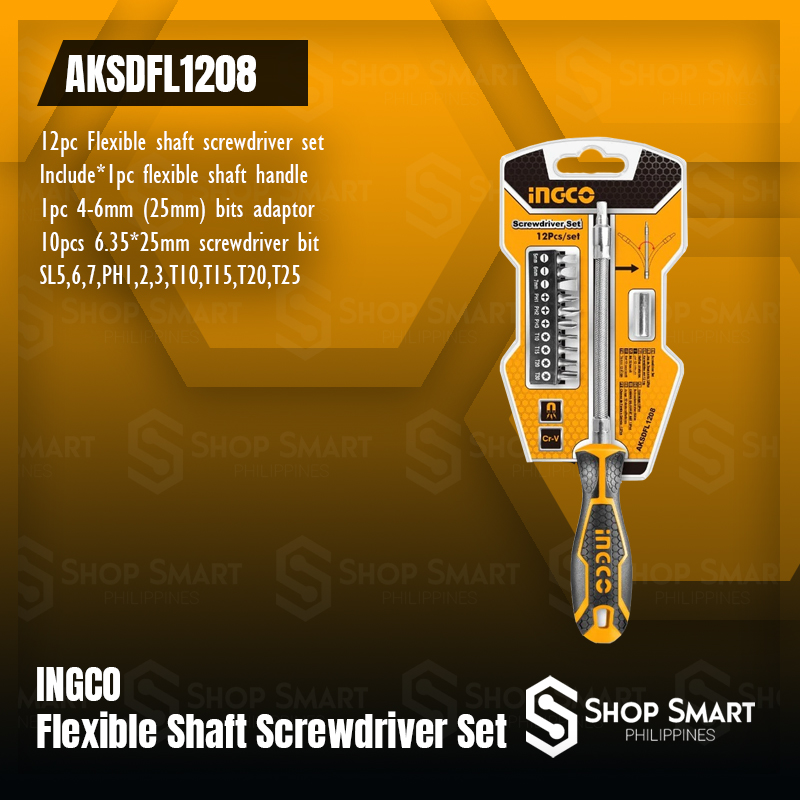 AKSDFL1208
12pc Flexible shaft screwdriver set
Include*1pc flexible shaft handle
1pc 4-6mm (25mm) bits adaptor
10pcs 6.35*25mm screwdriver bit
SL5,6,7,PH1,2,3,T10,T15,T20,T25
INGCO
Screwdriver Set
12Pcs/set
Cr-V
AKSDFL1208
INGCO
INGCO
Flexible Shaft Screwdriver Set
SHOP SMART
PHILIPPINES